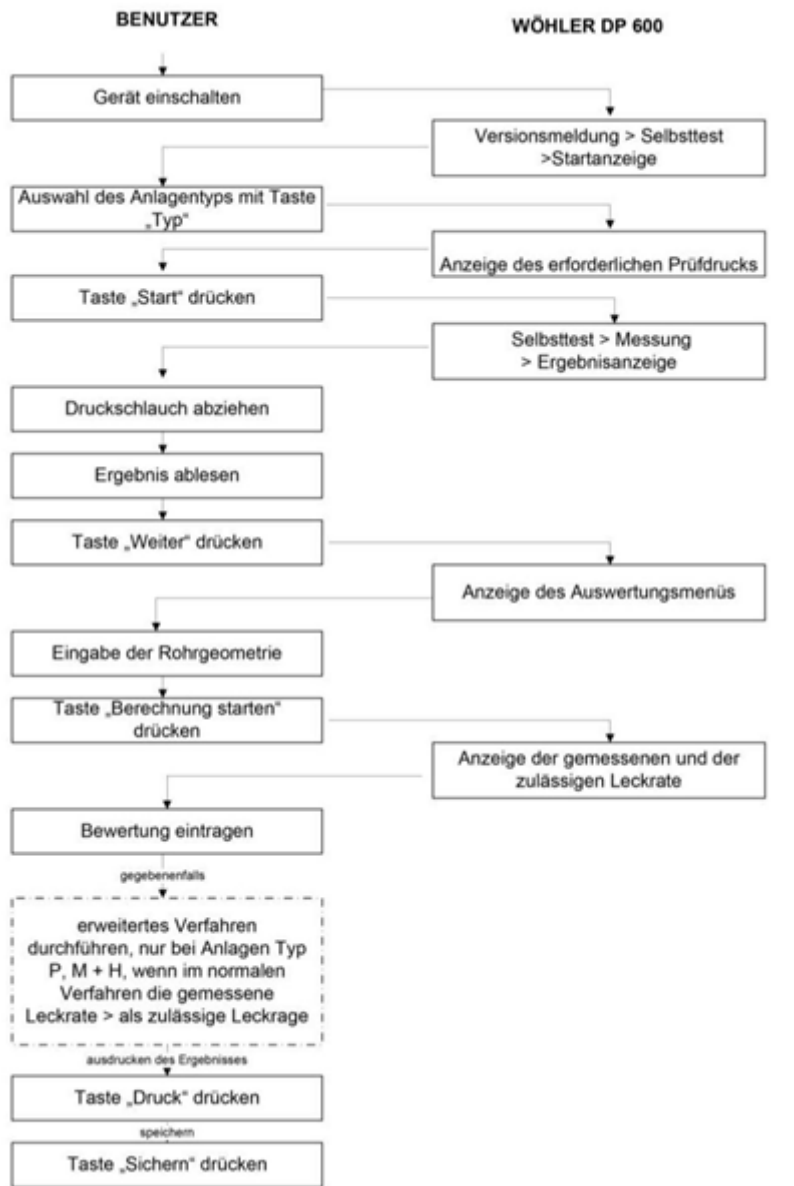 BENUTZER
WÖHLER DP 600
Gerät einschalten
Versionsmeldung > Selbsttest
>Startanzeige
Auswahl des Anlagentyps mit Taste
„Typ“
Anzeige des erforderlichen Prüfdrucks
Taste „Start“ drücken
Selbsttest > Messung
> Ergebnisanzeige
Druckschlauch abziehen
Ergebnis ablesen
Taste „Weiter“ drücken
Anzeige des Auswertungsmenüs
Eingabe der Rohrgeometrie
Taste „Berechnung starten“
drücken
Anzeige der gemessenen und der
zulässigen Leckrate
Bewertung eintragen
gegebenenfalls
erweitertes Verfahren
durchführen, nur bei Anlagen Typ
P, M + H, wenn im normalen
Verfahren die gemessene
Leckrate > als zulässige Leckrage
ausdrucken des Ergebnisses
Taste „Druck“ drücken
speichern
Taste „Sichern“ drücken